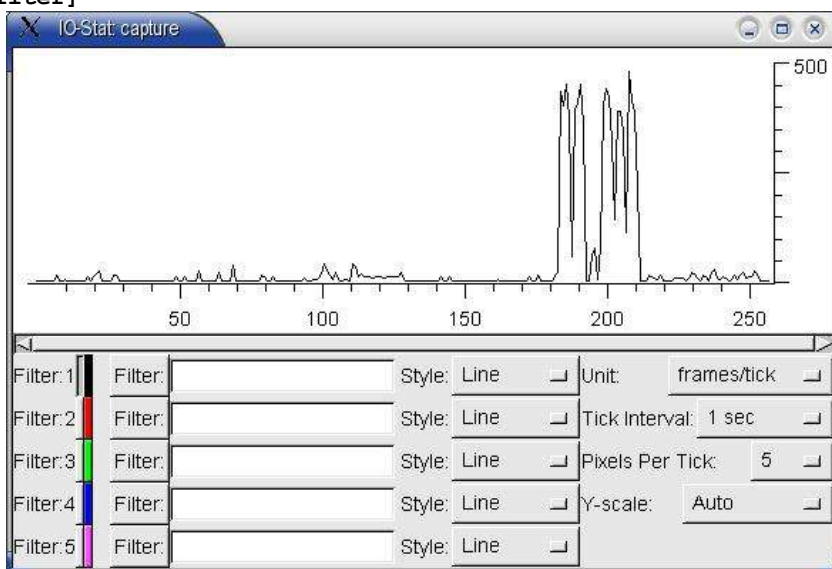 IO-Stat: capture
500
50 100 150 200 250
Filter:1 Filter: Style: Line Unit: frames/tick
Filter:2 Filter: Style: Line Tick Interval: 1 sec
Filter:3 Filter: Style: Line Pixels Per Tick: 5
Filter:4 Filter: Style: Line Y-scale: Auto
Filter:5 Filter: Style: Line